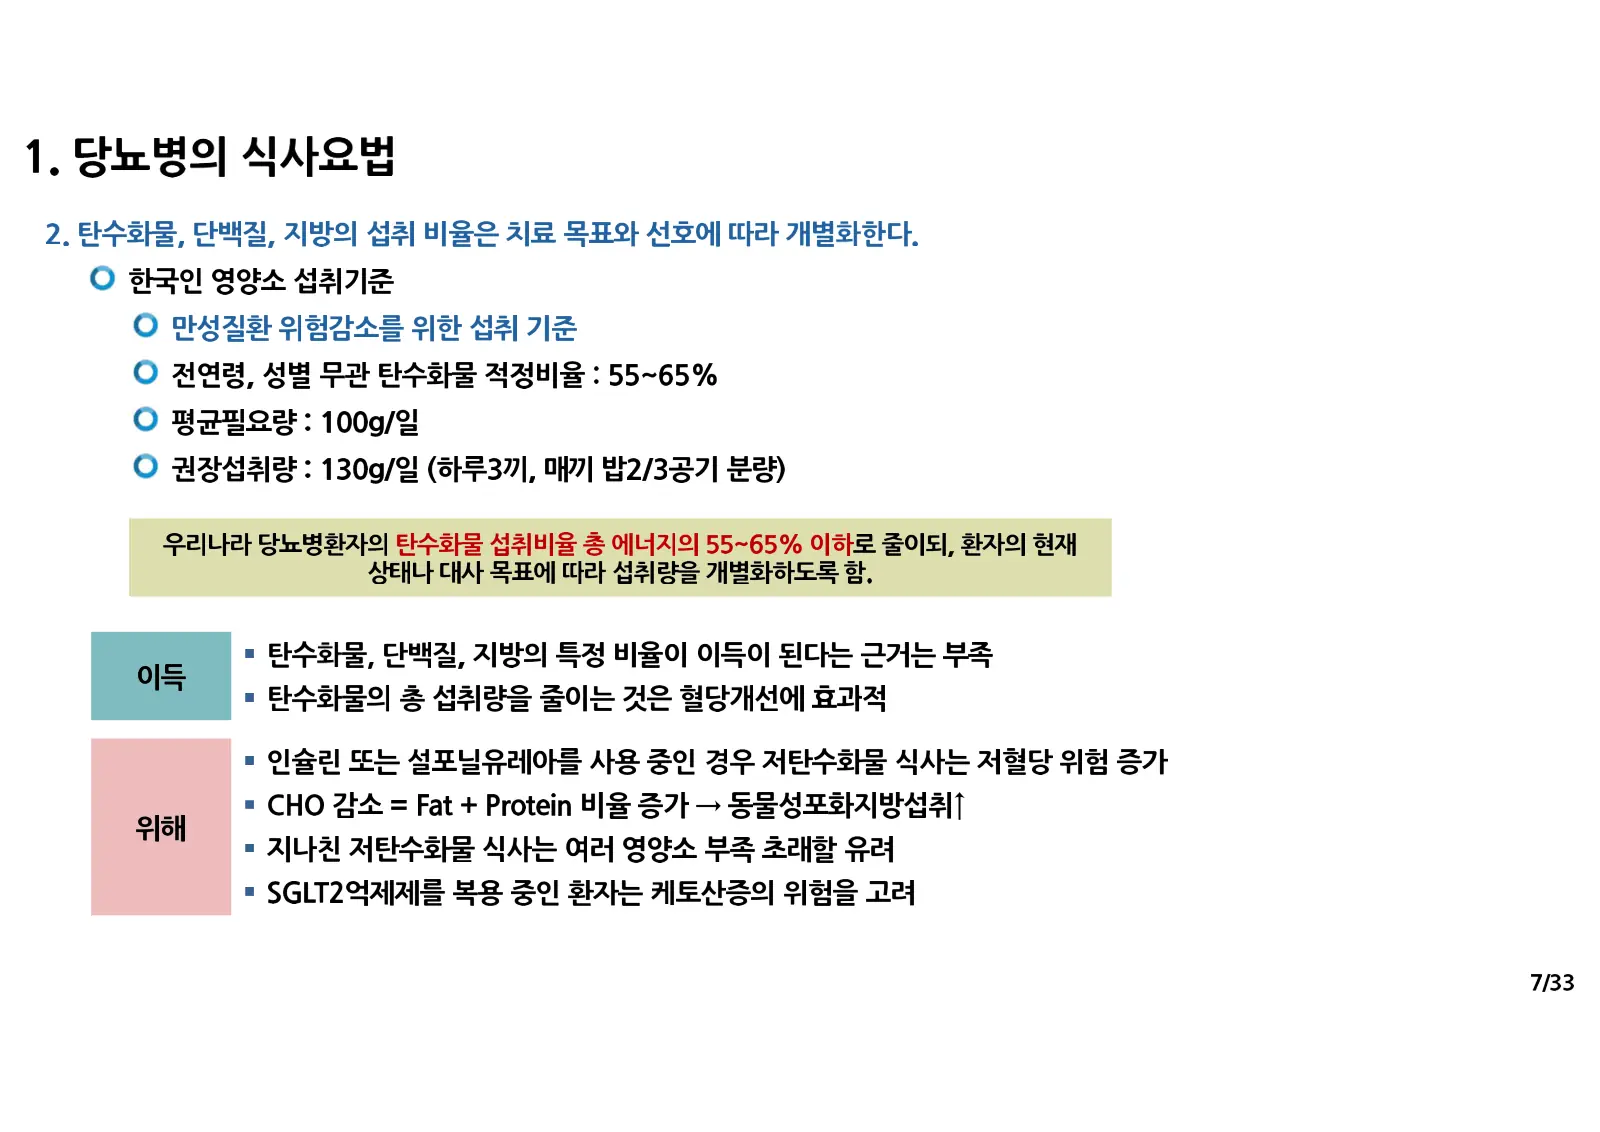 1. 당뇨병의 식사요법
2. 탄수화물, 단백질, 지방의 섭취 비율은 치료 목표와 선호에 따라 개별화한다.
한국인 영양소 섭취기준
만성질환 위험감소를 위한 섭취 기준
전연령, 성별 무관 탄수화물 적정비율 : 55~65%
평균필요량 : 100g/일
권장섭취량 : 130g/일 (하루3끼, 매끼 밥2/3공기 분량)
우리나라 당뇨병환자의 탄수화물 섭취비율 총 에너지의 55~65% 이하로 줄이되, 환자의 현재
상태나 대사 목표에 따라 섭취량을 개별화하도록 함.
이득
▪ 탄수화물, 단백질, 지방의 특정 비율이 이득이 된다는 근거는 부족
▪ 탄수화물의 총 섭취량을 줄이는 것은 혈당개선에 효과적
위해
▪ 인슐린 또는 설포닐유레아를 사용 중인 경우 저탄수화물 식사는 저혈당 위험 증가
▪ CHO 감소 = Fat + Protein 비율 증가 → 동물성포화지방섭취↑
▪ 지나친 저탄수화물 식사는 여러 영양소 부족 초래할 유려
▪ SGLT2억제제를 복용 중인 환자는 케토산증의 위험을 고려
7/33